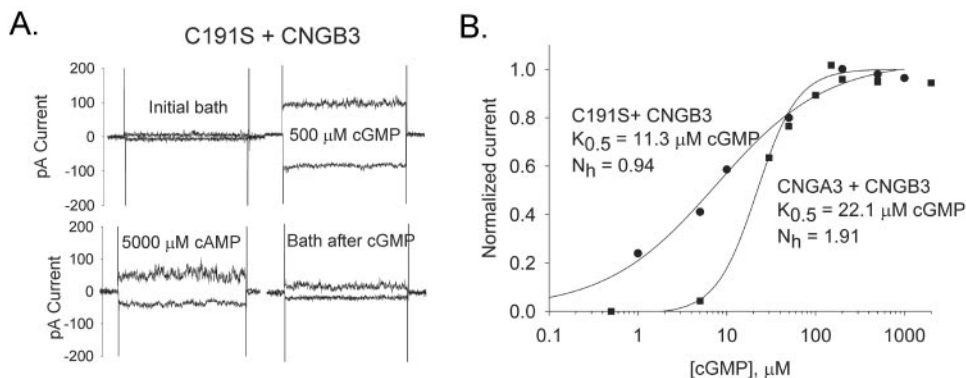 A.
C191S + CNGB3
pA Current
200
100
0
-100
-200
Initial bath
500 μM cGMP
pA Current
200
100
0
-100
-200
5000 μM cAMP
Bath after cGMP
B.
Normalized current
1.0
0.8
0.6
0.4
0.2
0.0
C191S+ CNGB3
K0.5 = 11.3 μM cGMP
Nh = 0.94
CNGA3 + CNGB3
K0.5 = 22.1 μM cGMP
Nh = 1.91
0.1 1 10 100 1000
[cGMP], μM